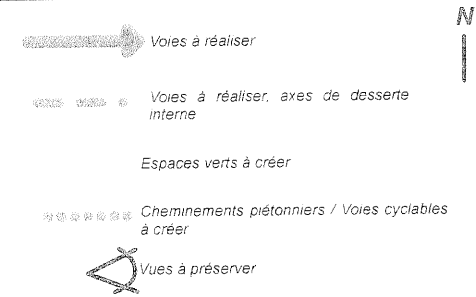 N
Voies à réaliser
Voies à réaliser, axes de desserte
interne
Espaces verts à créer
Cheminements piétonniers / Voies cyclables
à créer
Vues à préserver